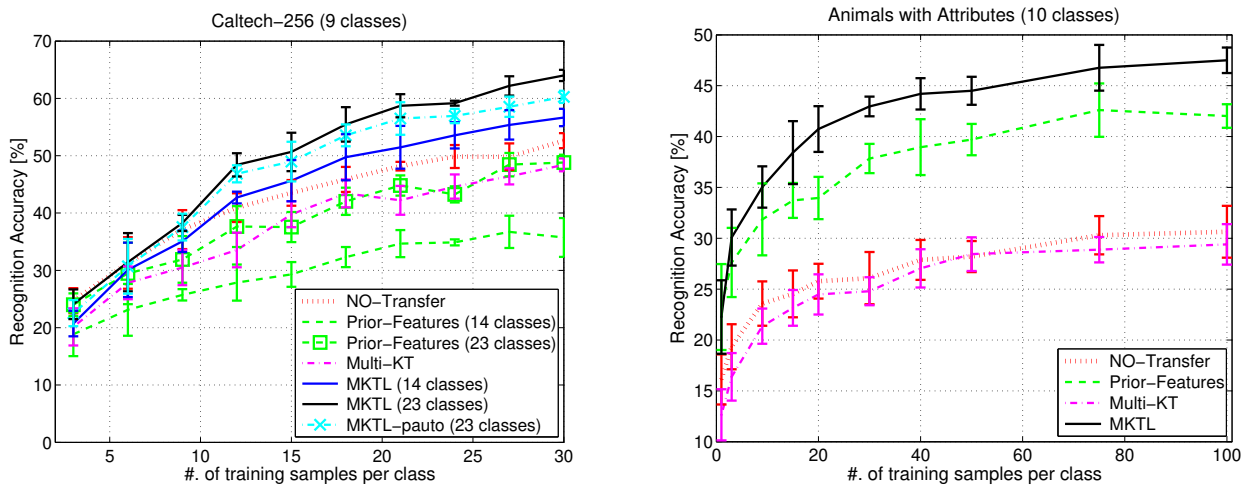 Caltech−256 (9 classes)
Recognition Accuracy [%]
70
60
50
40
30
20
10
0
5
10
15
20
25
30
#. of training samples per class
NO−Transfer
Prior−Features (14 classes)
Prior−Features (23 classes)
Multi−KT
MKTL (14 classes)
MKTL (23 classes)
MKTL−pauto (23 classes)
Animals with Attributes (10 classes)
Recognition Accuracy [%]
50
45
40
35
30
25
20
15
10
0
20
40
60
80
100
#. of training samples per class
NO−Transfer
Prior−Features
Multi−KT
MKTL